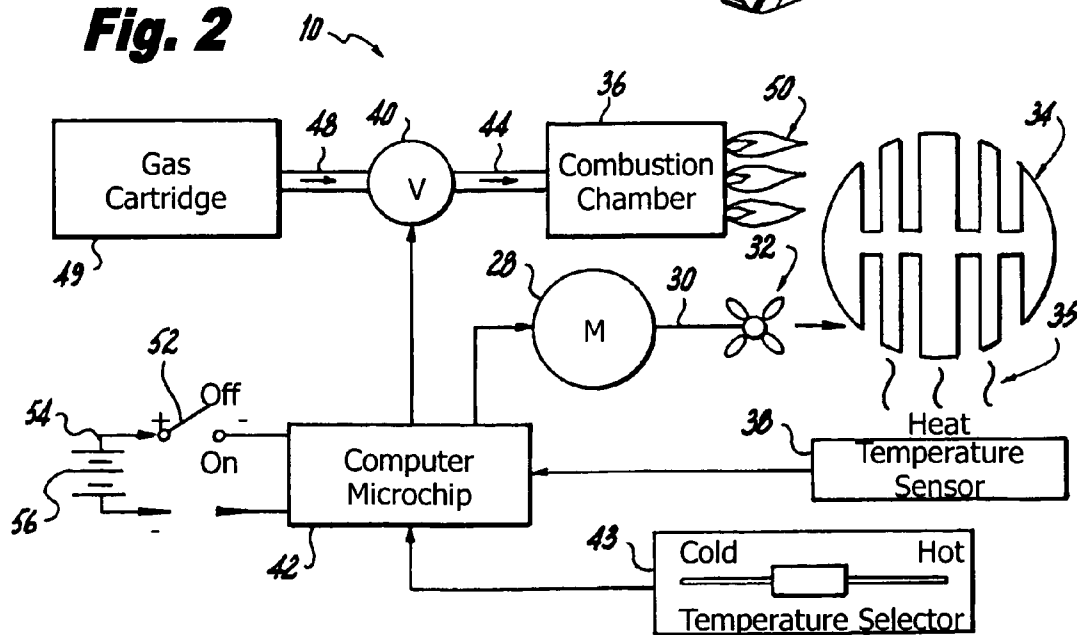 Fig. 2
10
36
50
34
48
40
44
Gas
Cartridge
V
Combustion
Chamber
49
28
30
32
M
35
52
Off
54
+
-
On
56
-
Computer
Microchip
42
Heat
38
Temperature
Sensor
43
Cold Hot
Temperature Selector